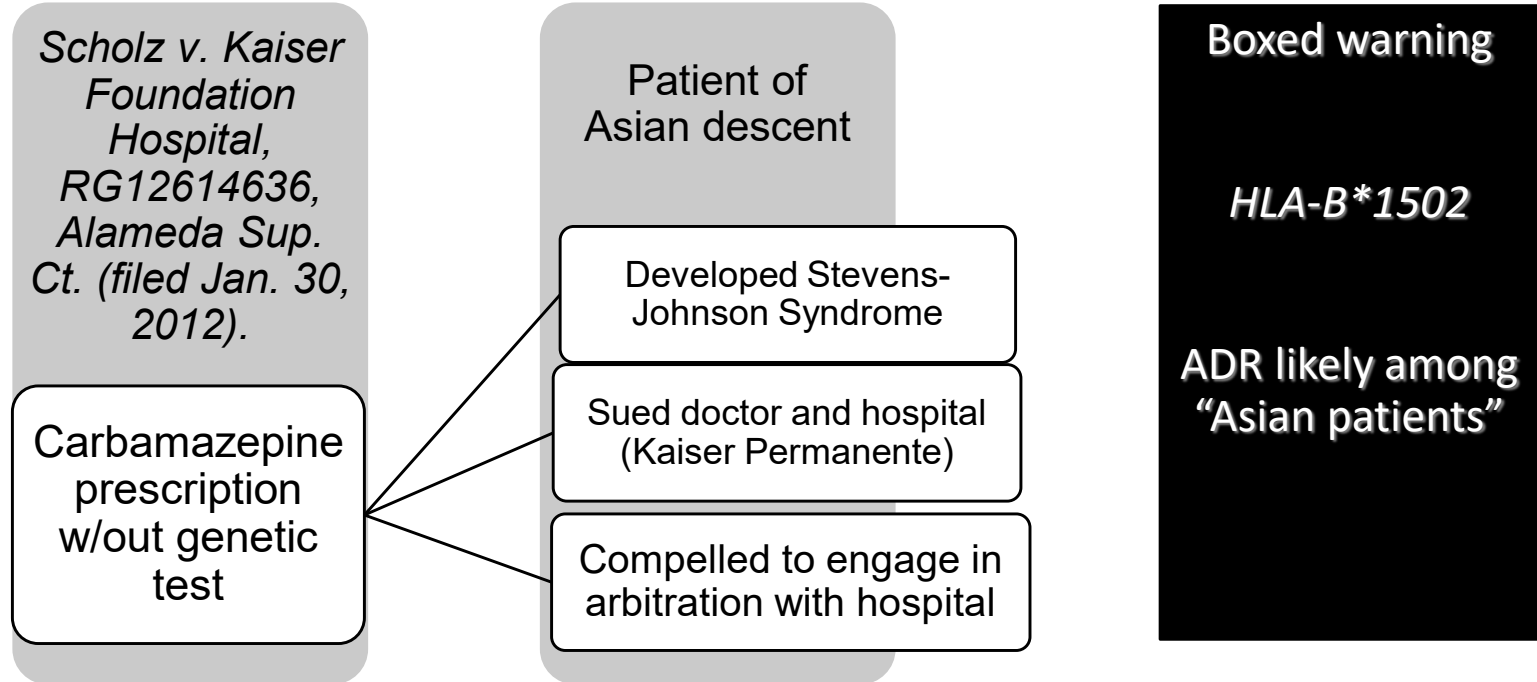 Scholz v. Kaiser
Foundation
Hospital,
RG12614636,
Alameda Sup.
Ct. (filed Jan. 30,
2012).
Carbamazepine
prescription
w/out genetic
test
Patient of
Asian descent
Developed Stevens-
Johnson Syndrome
Sued doctor and hospital
(Kaiser Permanente)
Compelled to engage in
arbitration with hospital
Boxed warning
HLA-B*1502
ADR likely among
“Asian patients”